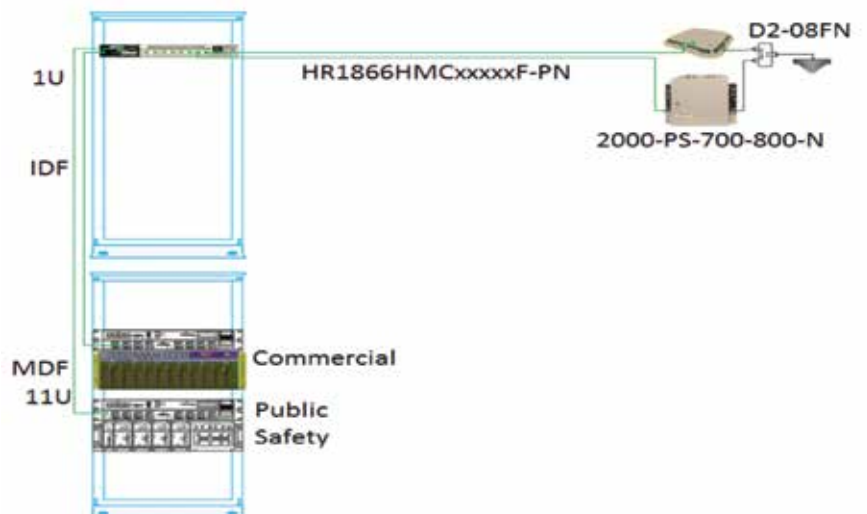 D2-08FN
1U
HR1866HMCxxxxxF-PN
2000-PS-700-800-N
IDF
Commercial
MDF
11U
Public
Safety